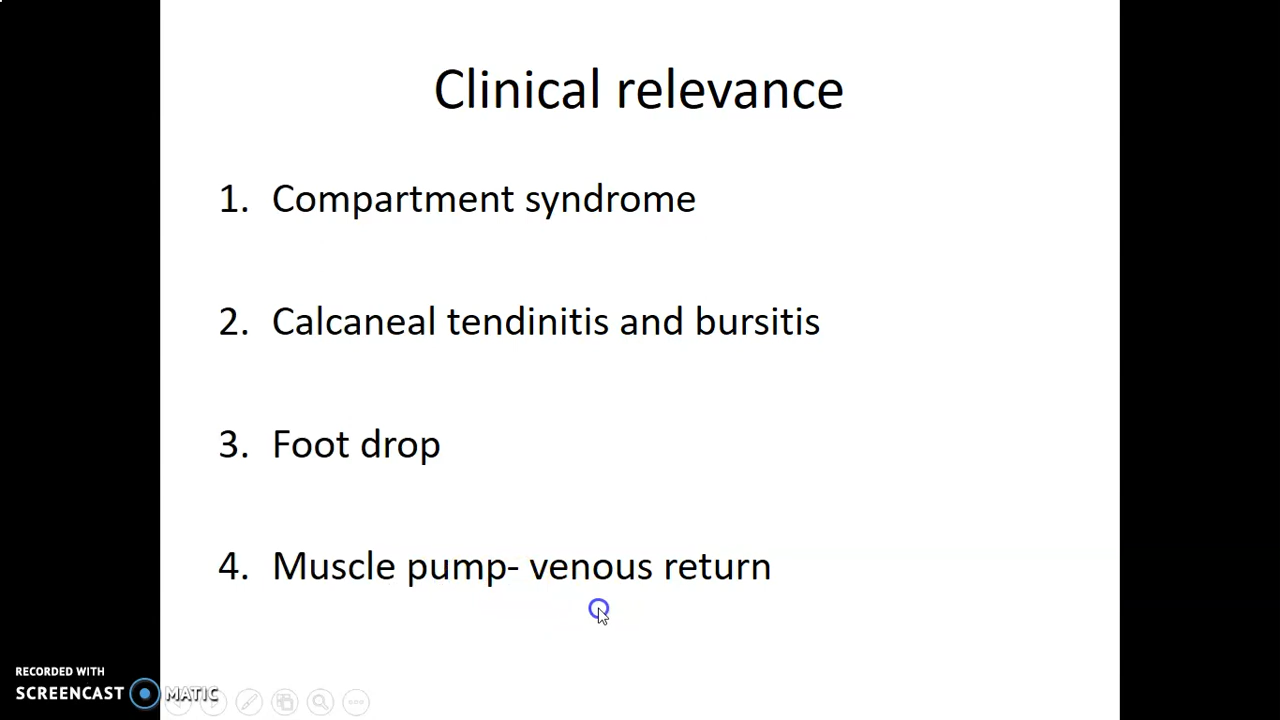 Clinical relevance
1. Compartment syndrome
2. Calcaneal tendinitis and bursitis
3. Foot drop
4. Muscle pump- venous return
RECORDED WITH
SCREENCAST MATIC